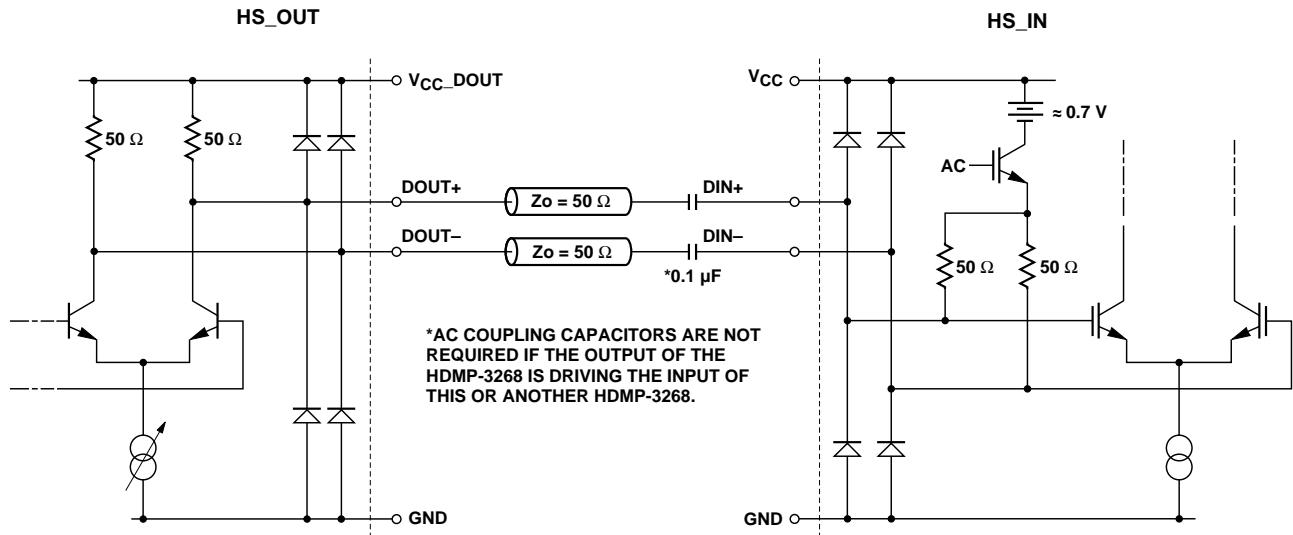 HS_OUT
HS_IN
VCC_DOUT
VCC
50 Ω
50 Ω
≈ 0.7 V
AC
DOUT+
Zo = 50 Ω
DIN+
DOUT–
Zo = 50 Ω
DIN–
*0.1 µF
50 Ω
50 Ω
*AC COUPLING CAPACITORS ARE NOT
REQUIRED IF THE OUTPUT OF THE
HDMP-3268 IS DRIVING THE INPUT OF
THIS OR ANOTHER HDMP-3268.
GND
GND